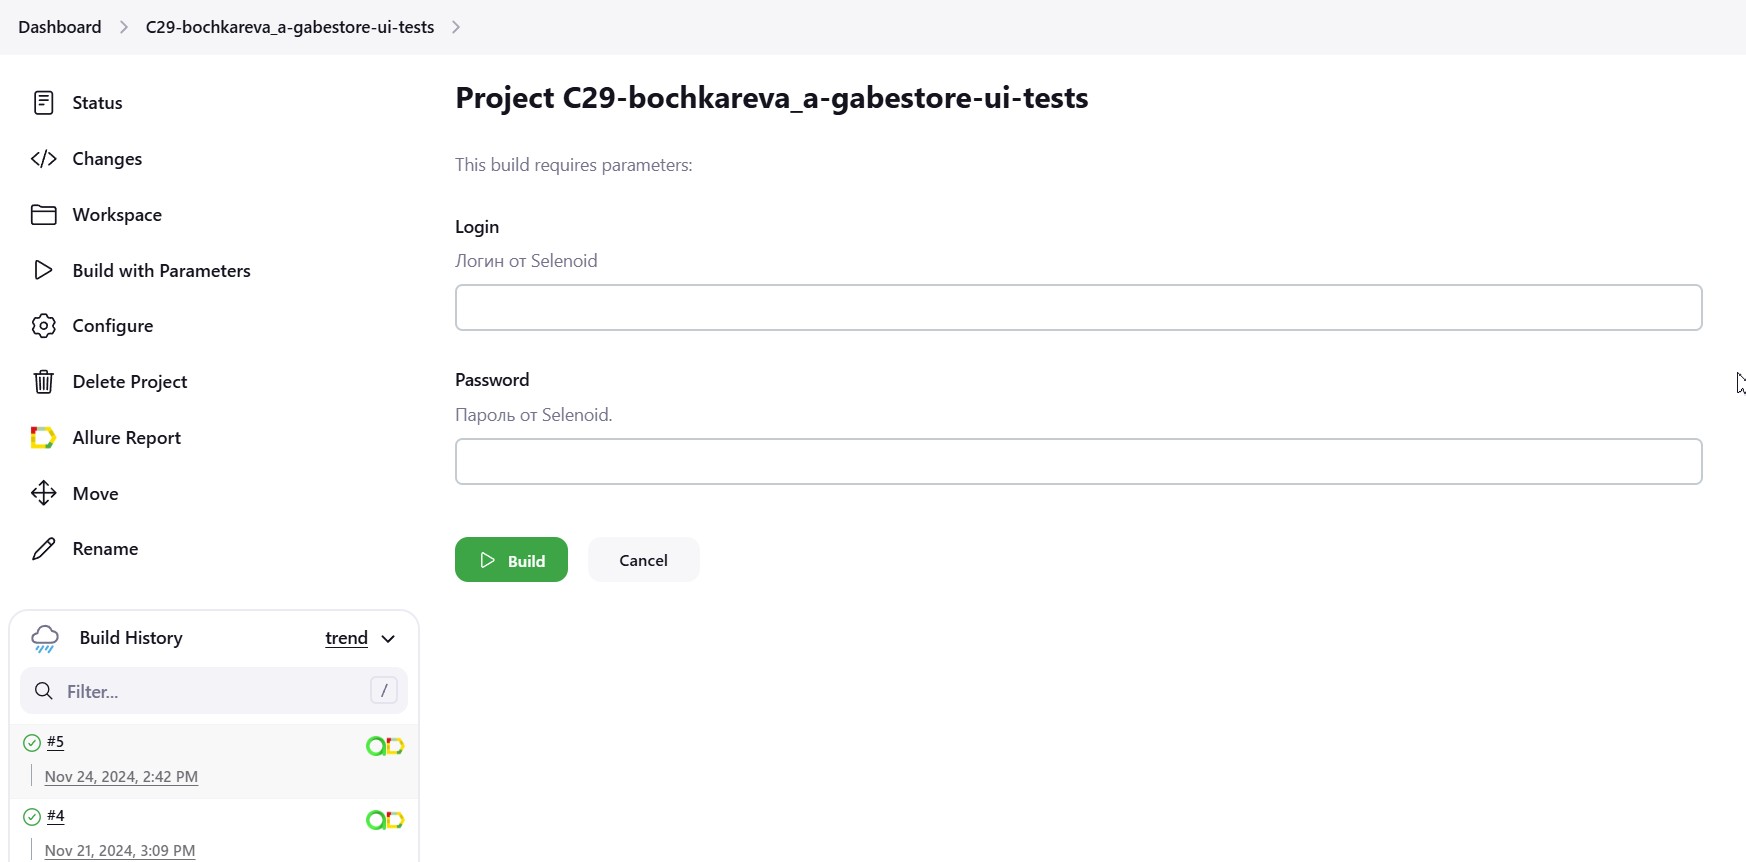 Dashboard
C29-bochkareva_a-gabestore-ui-tests
Status
Changes
Workspace
Build with Parameters
Configure
Delete Project
Allure Report
Move
Rename
Build History
trend
Filter...
/
#5
Nov 24, 2024, 2:42 PM
#4
Nov 21, 2024, 3:09 PM
Project C29-bochkareva_a-gabestore-ui-tests
This build requires parameters:
Login
Логин от Selenoid
Password
Пароль от Selenoid.
Build
Cancel